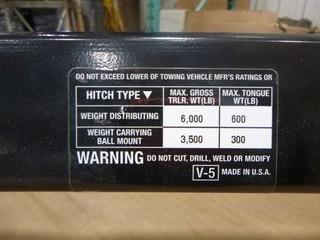 DO NOT EXCEED LOWER OF TOWING VEHICLE MFR'S RATINGS OR
HITCH TYPE ▼ MAX. GROSS TRLR. WT(LB) MAX. TONGUE WT(LB)
WEIGHT DISTRIBUTING 6,000 600
WEIGHT CARRYING BALL MOUNT 3,500 300
WARNING DO NOT CUT, DRILL, WELD OR MODIFY
V-5 MADE IN U.S.A.